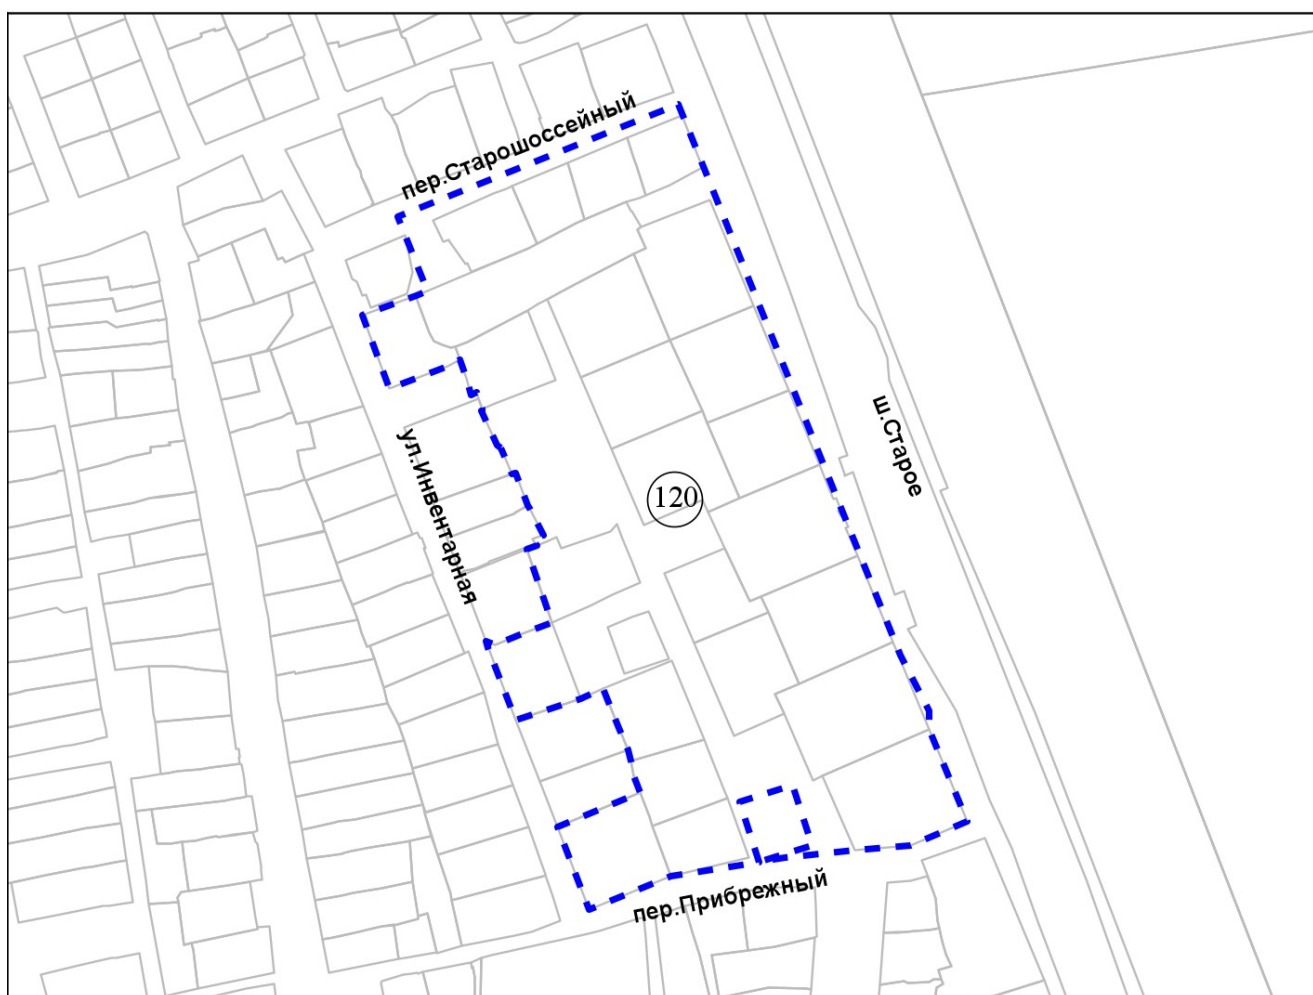 пер.Старошоссейный
ш.Старое
ул.Инвентарная
120
пер.Прибрежный